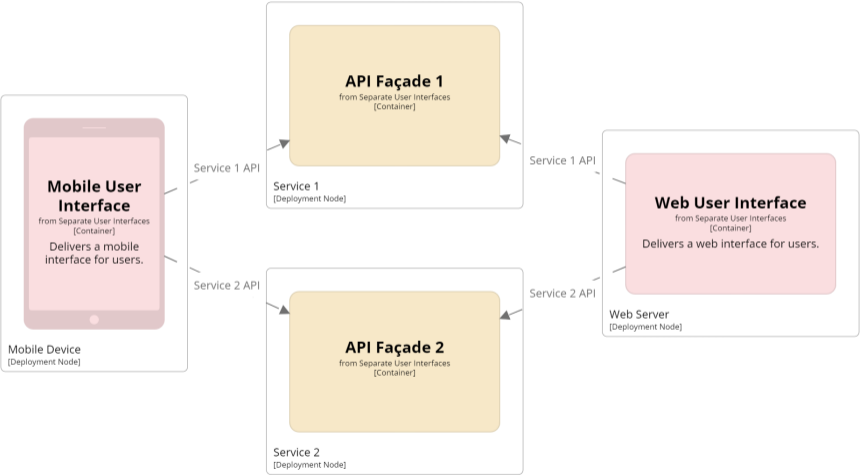 API Façade 1
from Separate User Interfaces
[Container]
Service 1
[Deployment Node]
Mobile User
Interface
from Separate User Interfaces
[Container]
Delivers a mobile
interface for users.
Mobile Device
[Deployment Node]
Service 1 API
Service 2 API
Service 1 API
Service 2 API
Web User Interface
from Separate User Interfaces
[Container]
Delivers a web interface for users.
Web Server
[Deployment Node]
API Façade 2
from Separate User Interfaces
[Container]
Service 2
[Deployment Node]